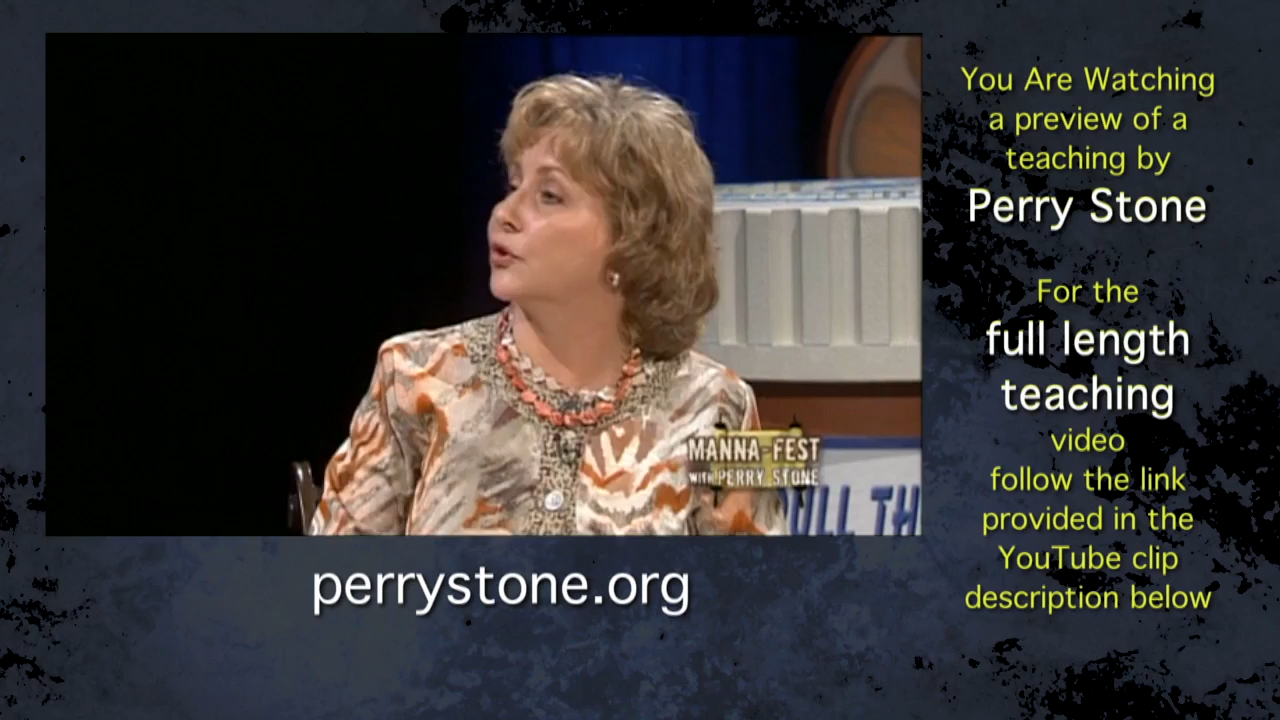 You Are Watching
a preview of a
teaching by
Perry Stone
For the
full length
teaching
video
follow the link
provided in the
YouTube clip
description below
MANNA-FEST
WITH PERRY STONE
perrystone.org